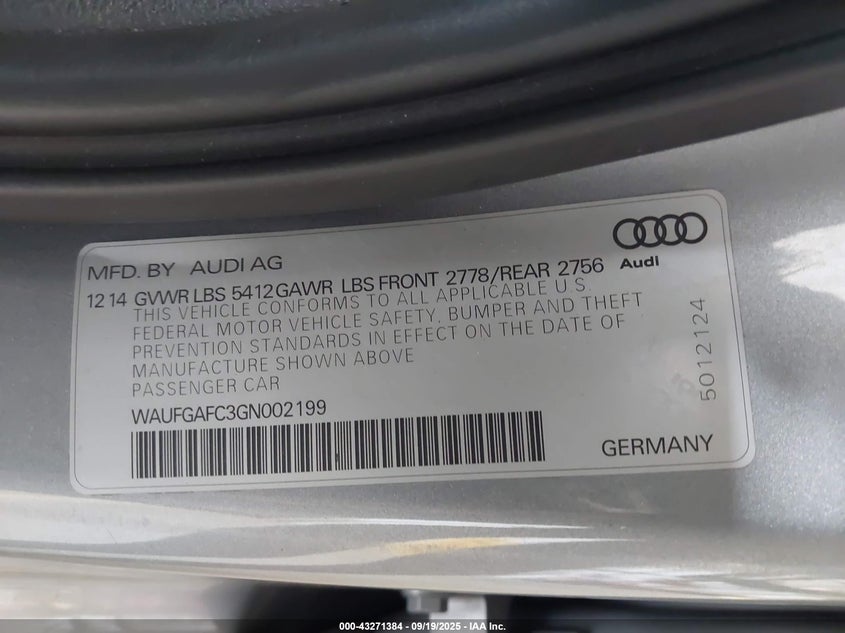 MFD. BY AUDI AG
Audi
12 14 GVWR LBS 5412 GAWR LBS FRONT 2778/REAR 2756
THIS VEHICLE CONFORMS TO ALL APPLICABLE U.S.
FEDERAL MOTOR VEHICLE SAFETY, BUMPER AND THEFT
PREVENTION STANDARDS IN EFFECT ON THE DATE OF
MANUFACTURE SHOWN ABOVE
PASSENGER CAR
WAUFGAFC3GN002199
5012124
GERMANY
000-43271384 - 09/19/2025 - IAA Inc.